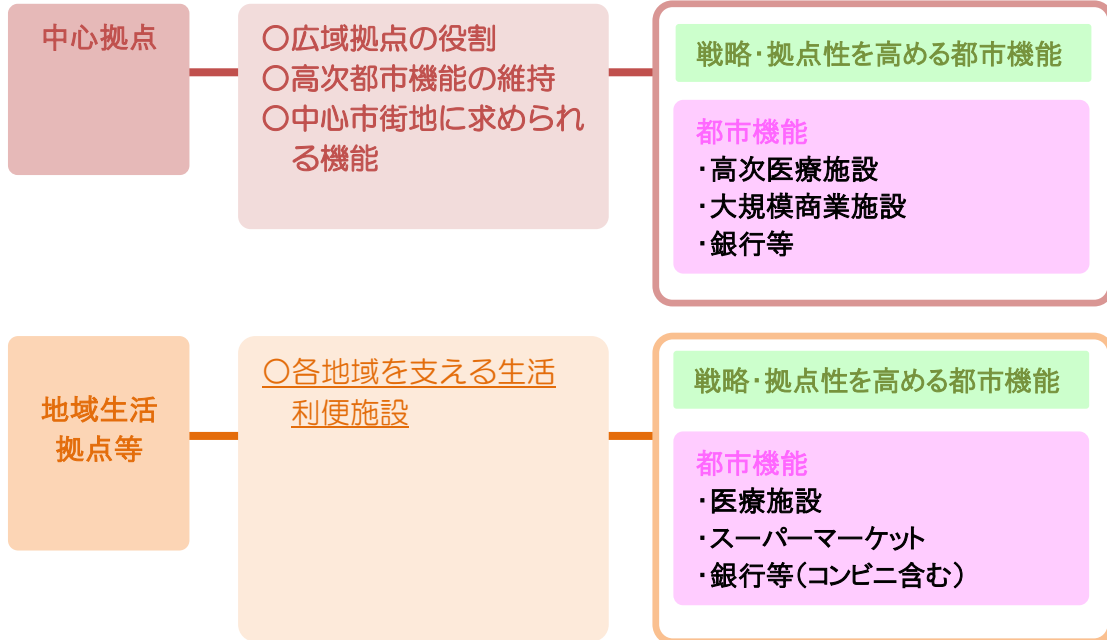 中心拠点
○広域拠点の役割
○高次都市機能の維持
○中心市街地に求められ
る機能
戦略・拠点性を高める都市機能
都市機能
・高次医療施設
・大規模商業施設
・銀行等
地域生活
拠点等
○各地域を支える生活
利便施設
戦略・拠点性を高める都市機能
都市機能
・医療施設
・スーパーマーケット
・銀行等(コンビニ含む)